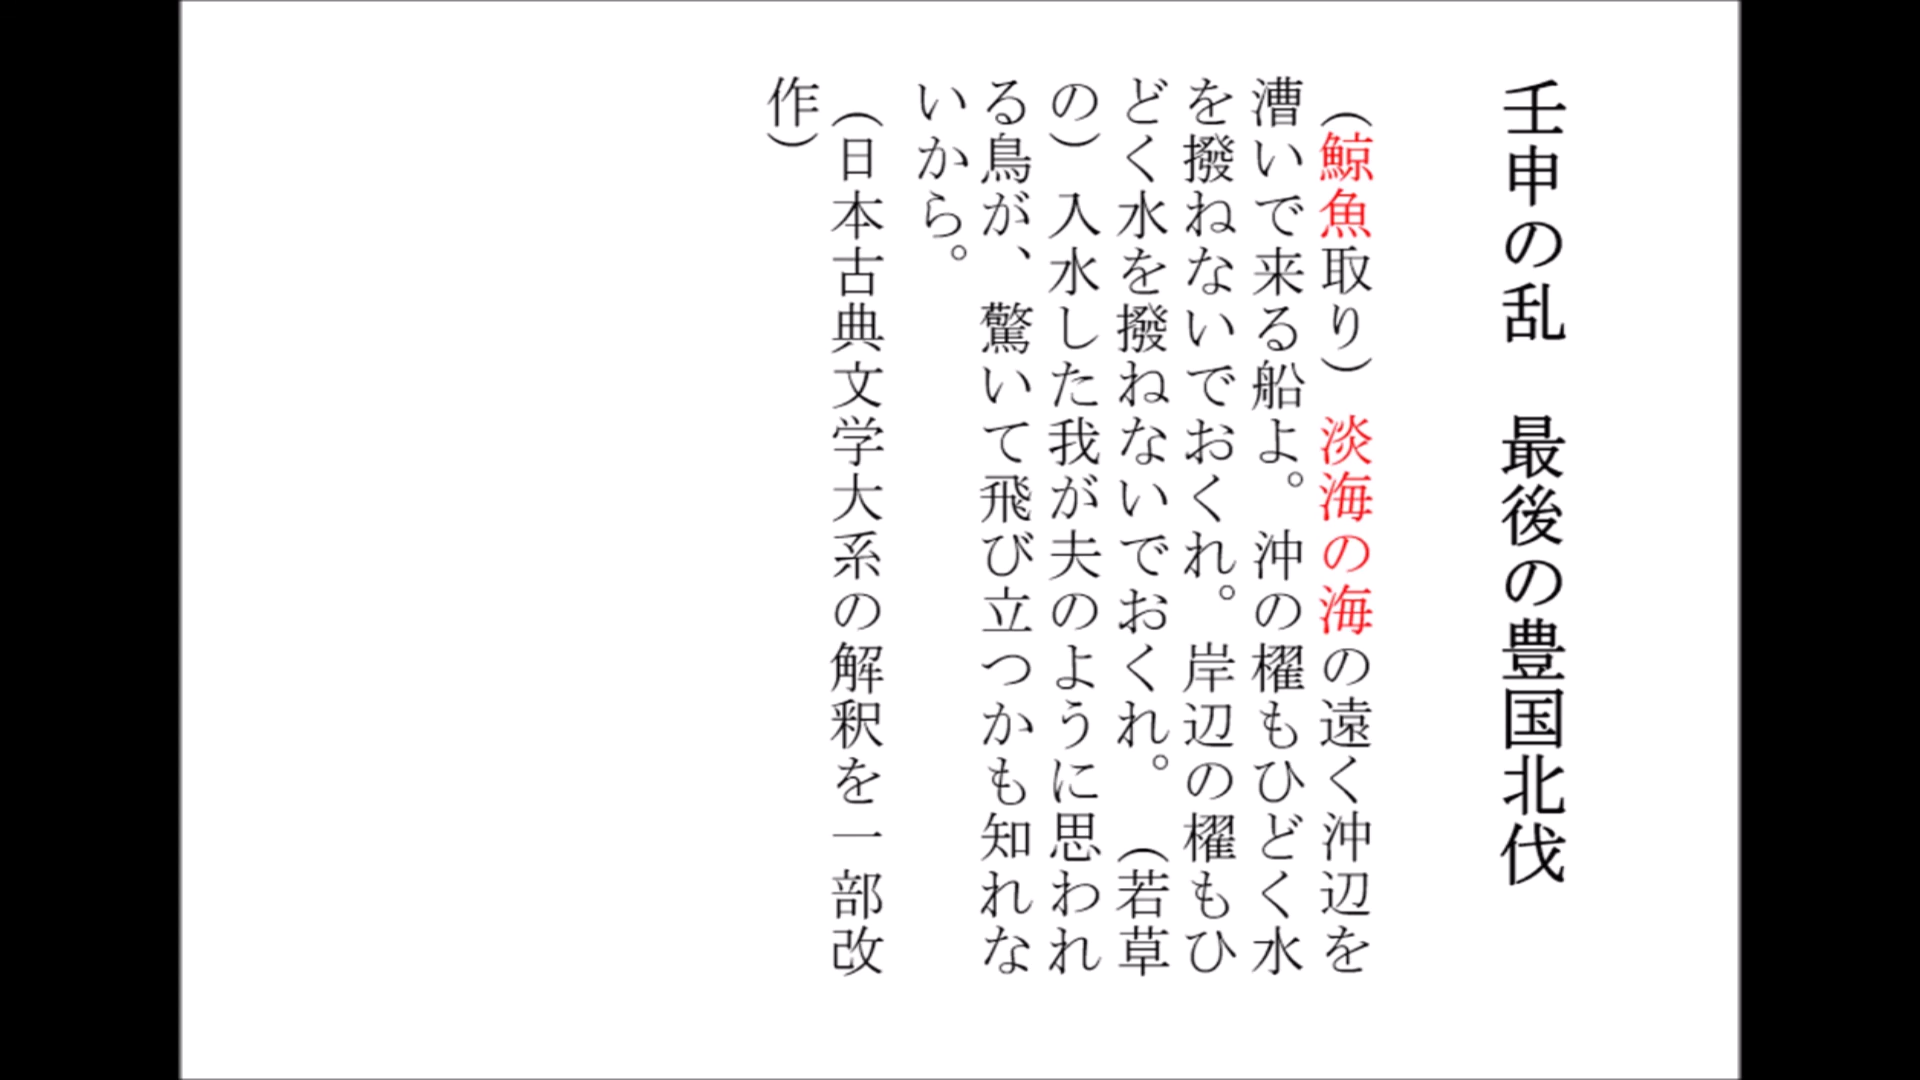 壬申の乱　最後の豊国北伐
（鯨魚取り）　淡海の海の遠く沖辺を
漕いで来る船よ。沖の櫂もひどく水
を撥ねないでおくれ。岸辺の櫂もひ
どく水を撥ねないでおくれ。（若草
の）入水した我が夫のように思われ
る鳥が、驚いて飛び立つかも知れな
いから。
（日本古典文学大系の解釈を一部改
作）